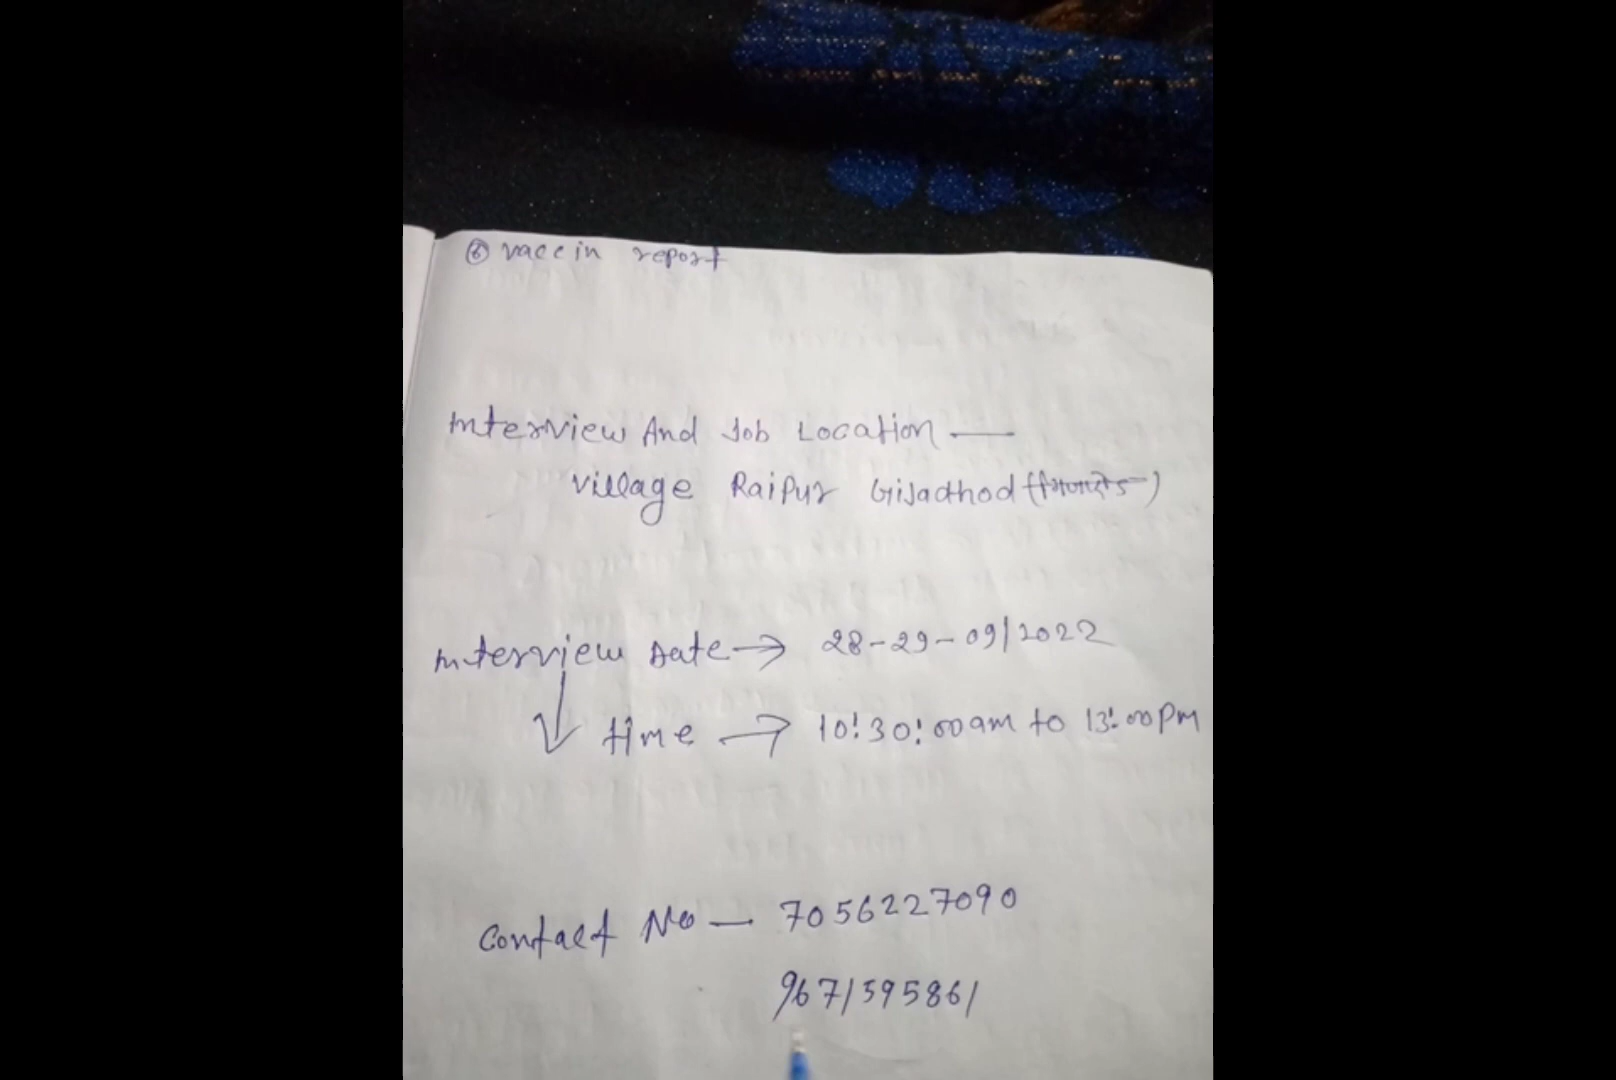 ⑥ vaccin report
Interview And Job Location —
village Raipur Gijadhod (
Interview Date → 28-29-09/2022
↓ time → 10:30:00am to 13:00pm
Contact No — 7056227090
9671595861